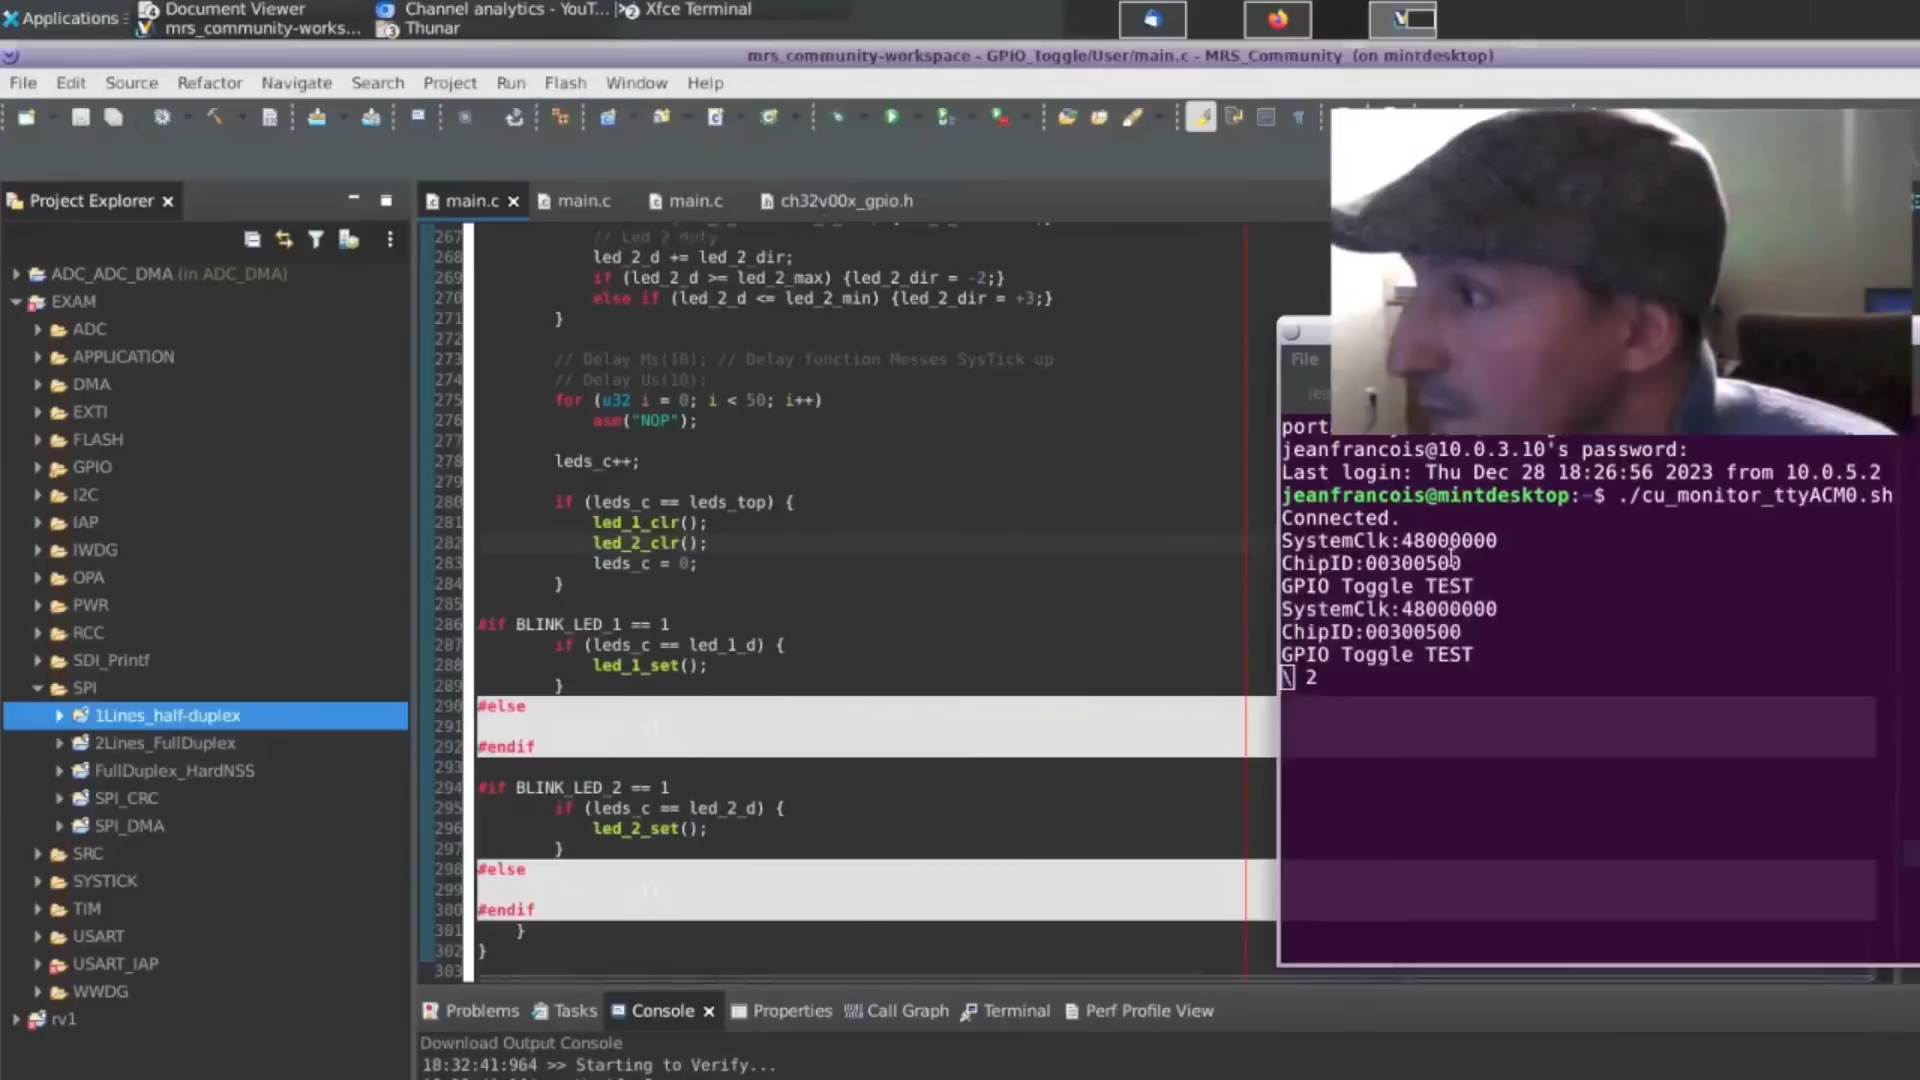 Applications
Document Viewer
mrs_community-works...
Channel analytics - YouT...
Thunar
Xfce Terminal
mrs_community-workspace - GPIO_Toggle/User/main.c - MRS_Community (on mintdesktop)
File Edit Source Refactor Navigate Search Project Run Flash Window Help
Project Explorer
main.c main.c main.c ch32v00x_gpio.h
ADC_ADC_DMA (in ADC_DMA)
EXAM
ADC
APPLICATION
DMA
EXTI
FLASH
GPIO
I2C
IAP
IWDG
OPA
PWR
RCC
SDI_Printf
SPI
1Lines_half-duplex
2Lines_FullDuplex
FullDuplex_HardNSS
SPI_CRC
SPI_DMA
SRC
SYSTICK
TIM
USART
USART_IAP
WWDG
rv1
267 // Led 2 duty
268 led_2_d += led_2_dir;
269 if (led_2_d >= led_2_max) {led_2_dir = -2;}
270 else if (led_2_d <= led_2_min) {led_2_dir = +3;}
271 }
272
273 // Delay_Ms(10); // Delay function Messes SysTick up
274 // Delay_Us(10);
275 for (u32 i = 0; i < 50; i++)
276 asm("NOP");
277
278 leds_c++;
279
280 if (leds_c == leds_top) {
281 led_1_clr();
282 led_2_clr();
283 leds_c = 0;
284 }
285
286 #if BLINK_LED_1 == 1
287 if (leds_c == led_1_d) {
288 led_1_set();
289 }
290 #else
291
292 #endif
293
294 #if BLINK_LED_2 == 1
295 if (leds_c == led_2_d) {
296 led_2_set();
297 }
298 #else
299
300 #endif
301 }
302 }
303
File
jea
port
jeanfrancois@10.0.3.10's password:
Last login: Thu Dec 28 18:26:56 2023 from 10.0.5.2
jeanfrancois@mintdesktop:~$ ./cu_monitor_ttyACM0.sh
Connected.
SystemClk:48000000
ChipID:00300500
GPIO Toggle TEST
SystemClk:48000000
ChipID:00300500
GPIO Toggle TEST
\ 2
Problems Tasks Console Properties Call Graph Terminal Perf Profile View
Download Output Console
18:32:41:964 >> Starting to Verify...